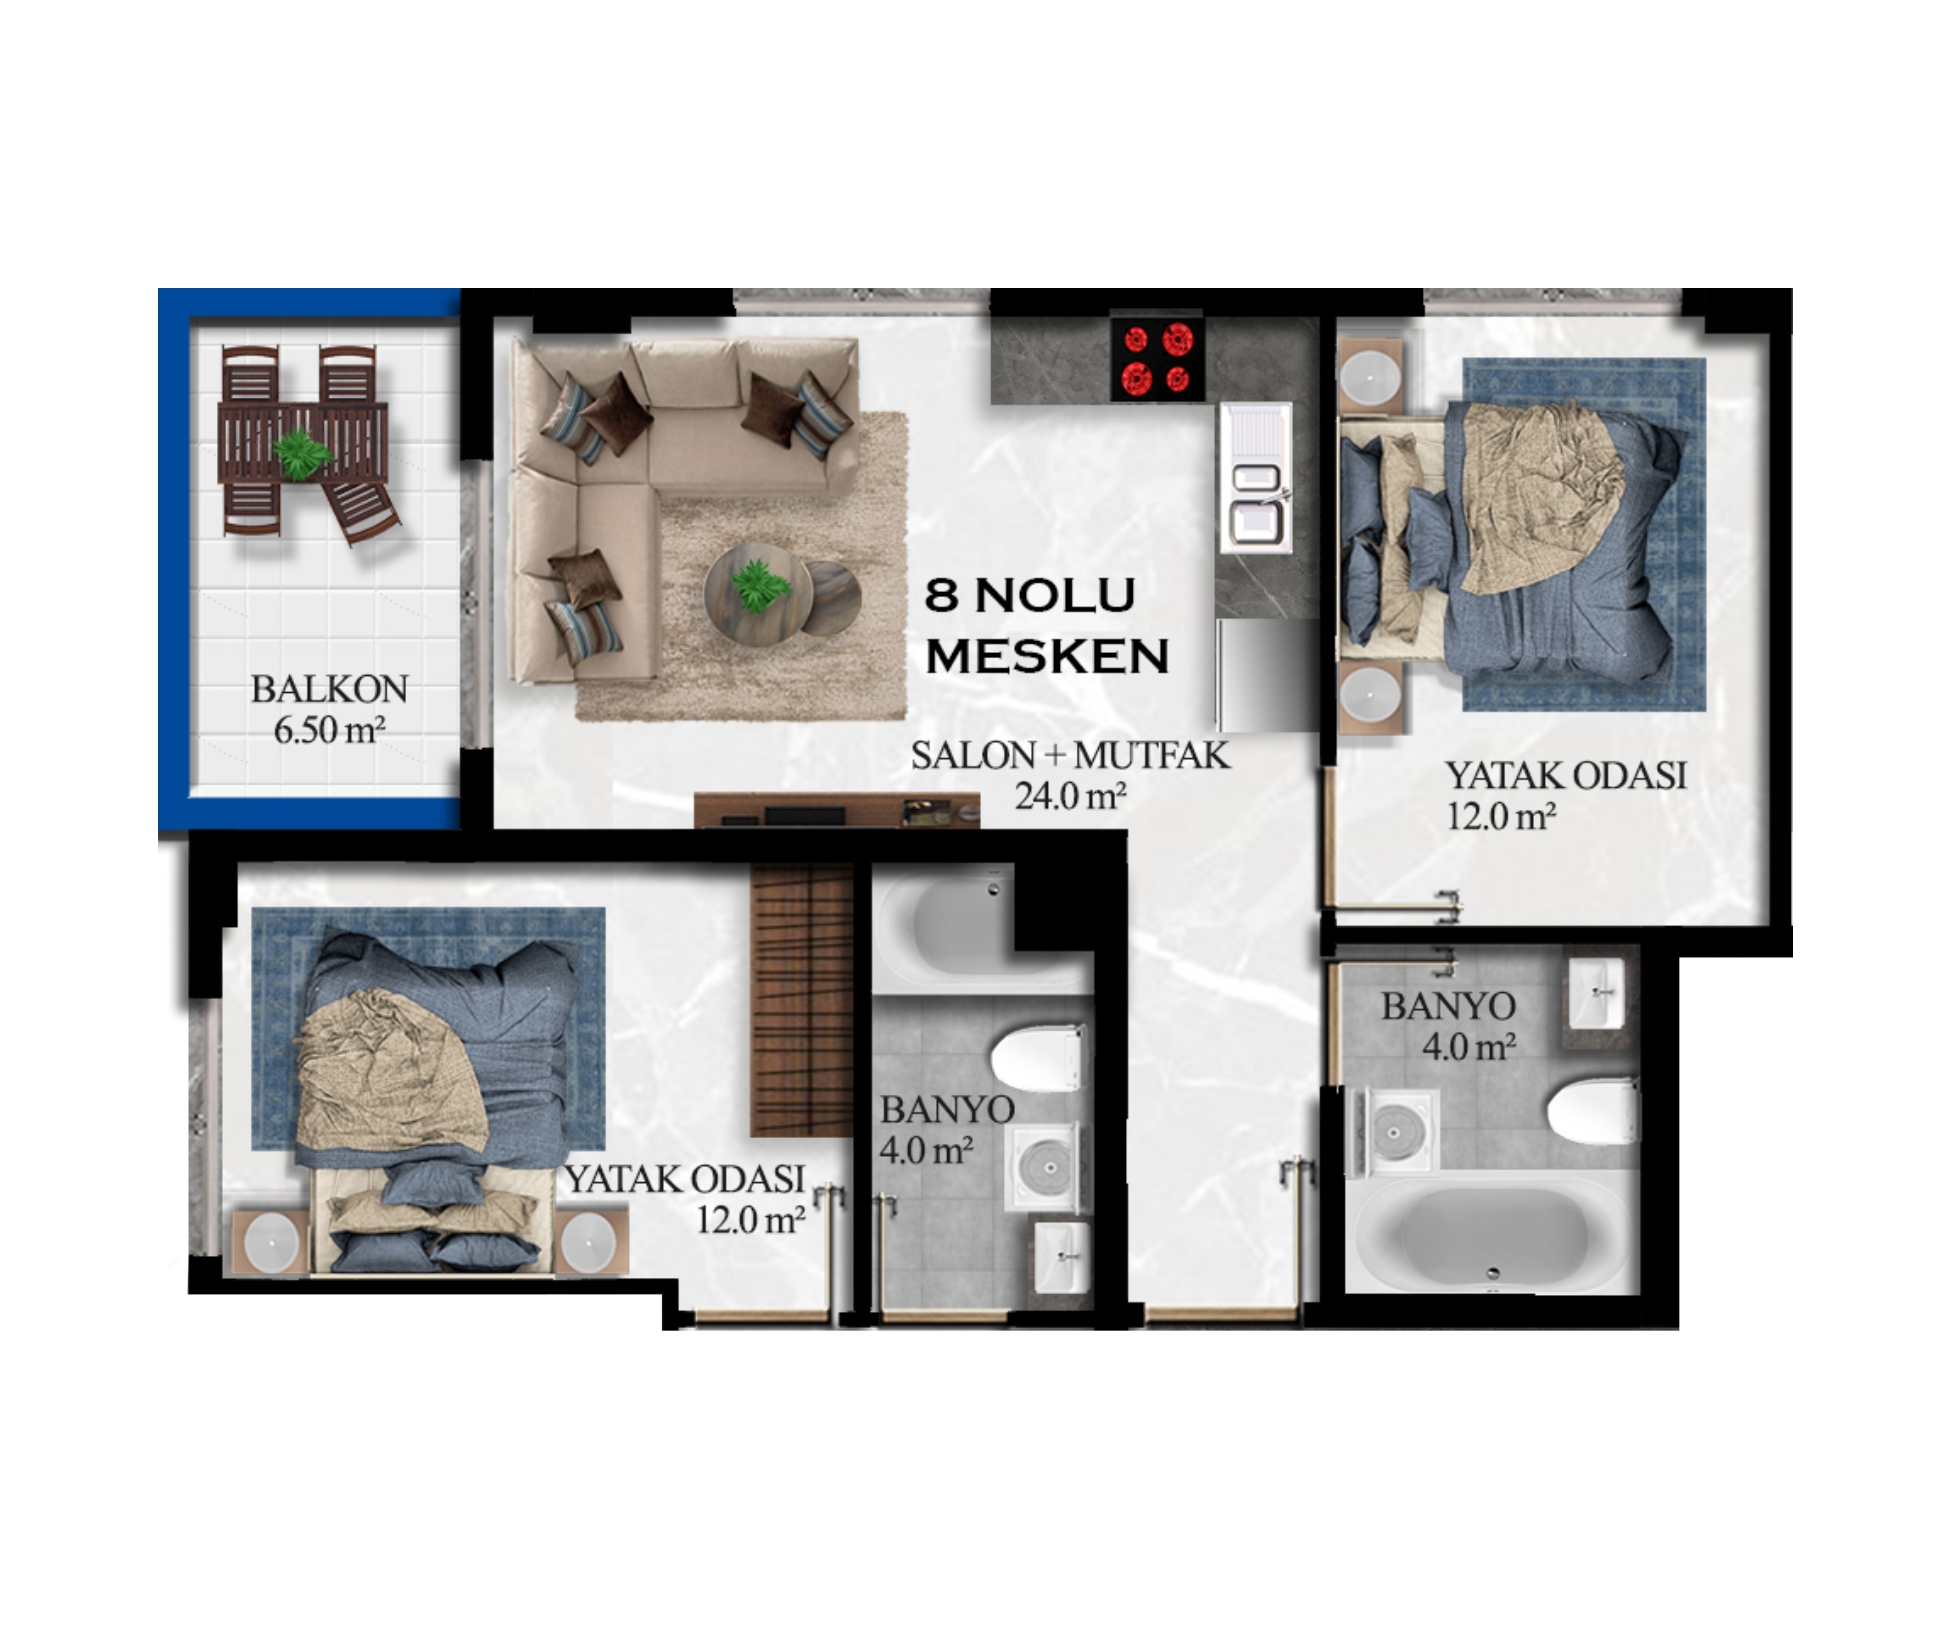 8 NOLU
MESKEN
BALKON
6.50 m²
SALON + MUTFAK
24.0 m²
YATAK ODASI
12.0 m²
BANYO
4.0 m²
BANYO
4.0 m²
YATAK ODASI
12.0 m²